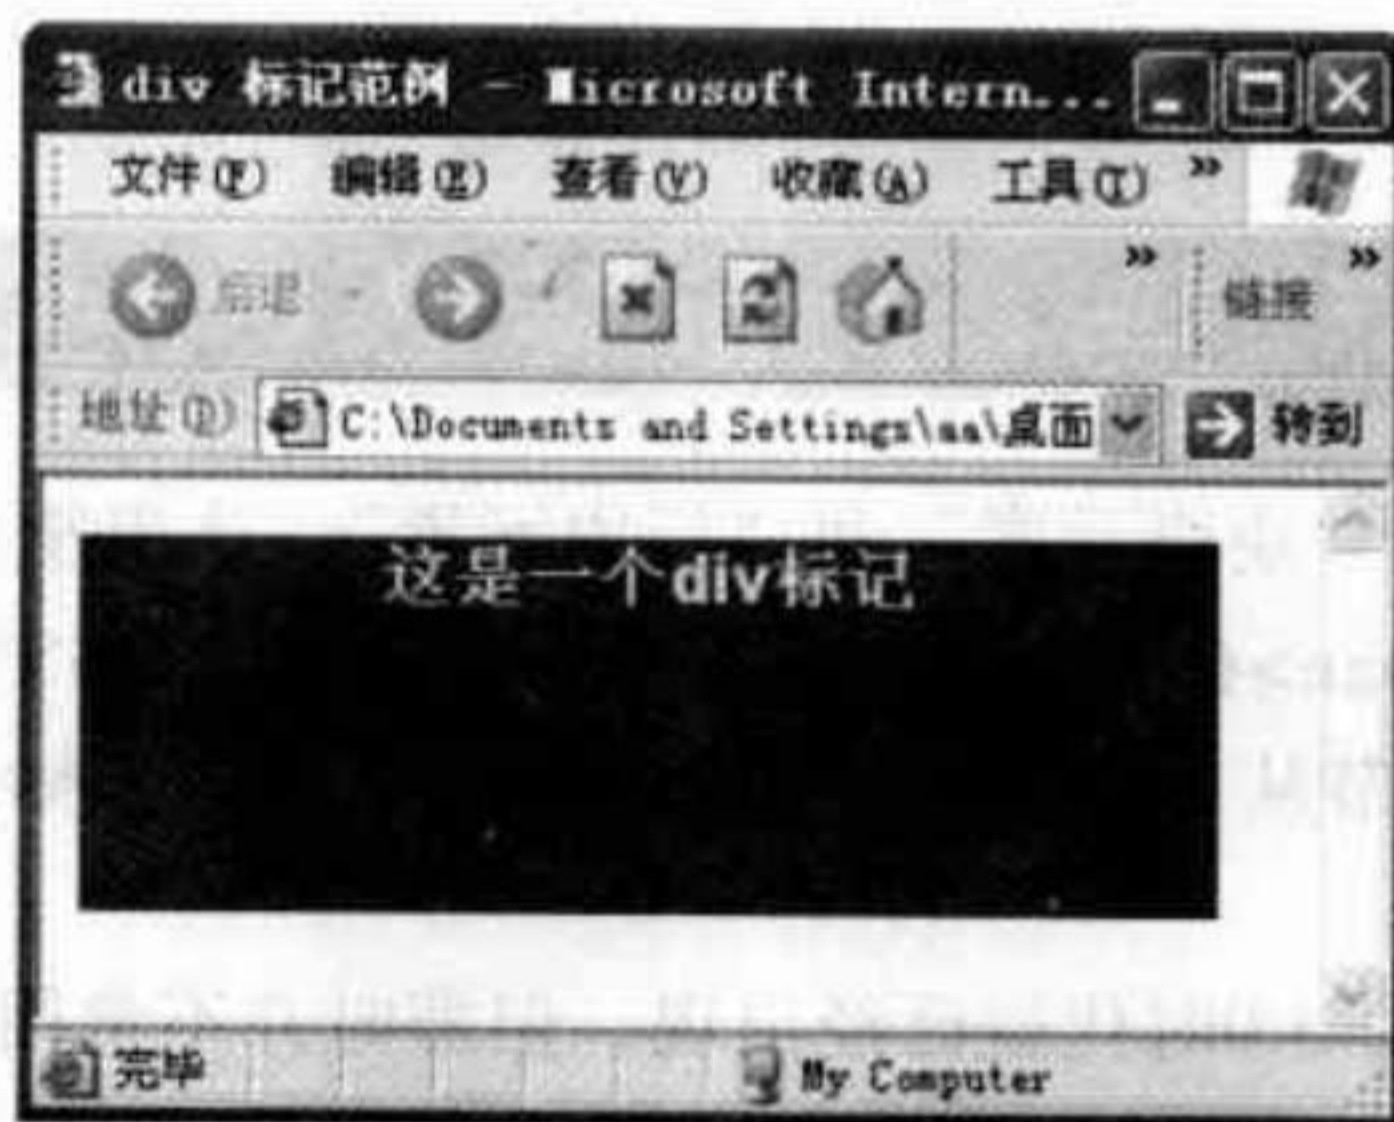 div 标记范例 - Microsoft Intern...
文件(F) 编辑(E) 查看(V) 收藏(A) 工具(T) »
后退 » 链接 »
地址(D) C:\Documents and Settings\aa\桌面 转到
这是一个div标记
完毕 My Computer